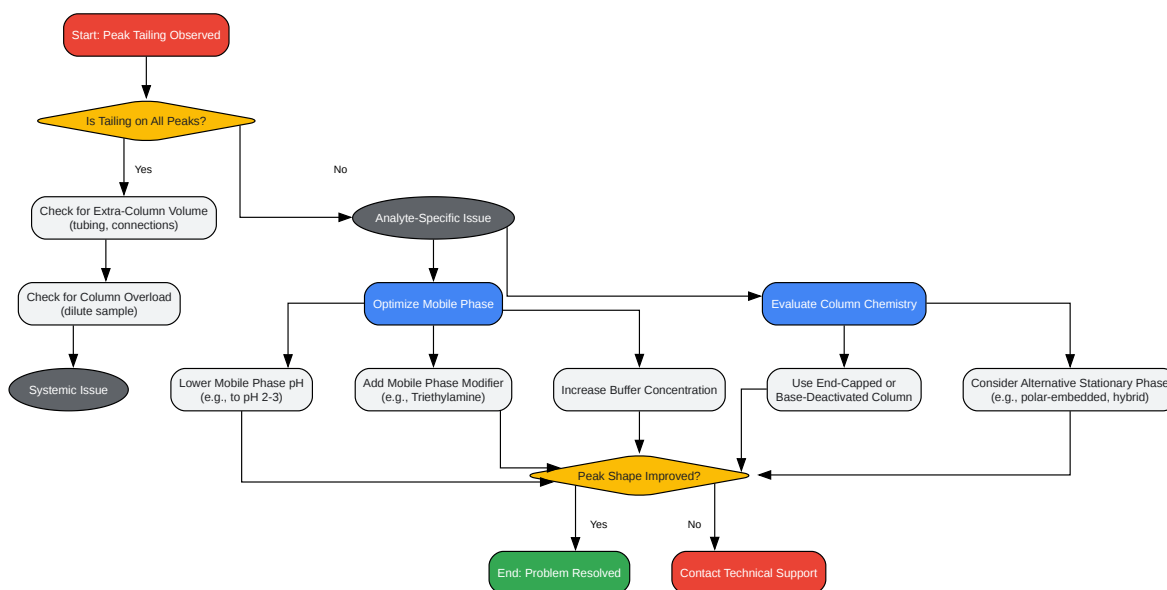 Start: Peak Tailing Observed
Is Tailing on All Peaks?
Yes
No
Check for Extra-Column Volume
(tubing, connections)
Analyte-Specific Issue
Check for Column Overload
(dilute sample)
Optimize Mobile Phase
Evaluate Column Chemistry
Systemic Issue
Lower Mobile Phase pH
(e.g., to pH 2-3)
Add Mobile Phase Modifier
(e.g., Triethylamine)
Increase Buffer Concentration
Use End-Capped or
Base-Deactivated Column
Consider Alternative Stationary Phase
(e.g., polar-embedded, hybrid)
Peak Shape Improved?
Yes
No
End: Problem Resolved
Contact Technical Support